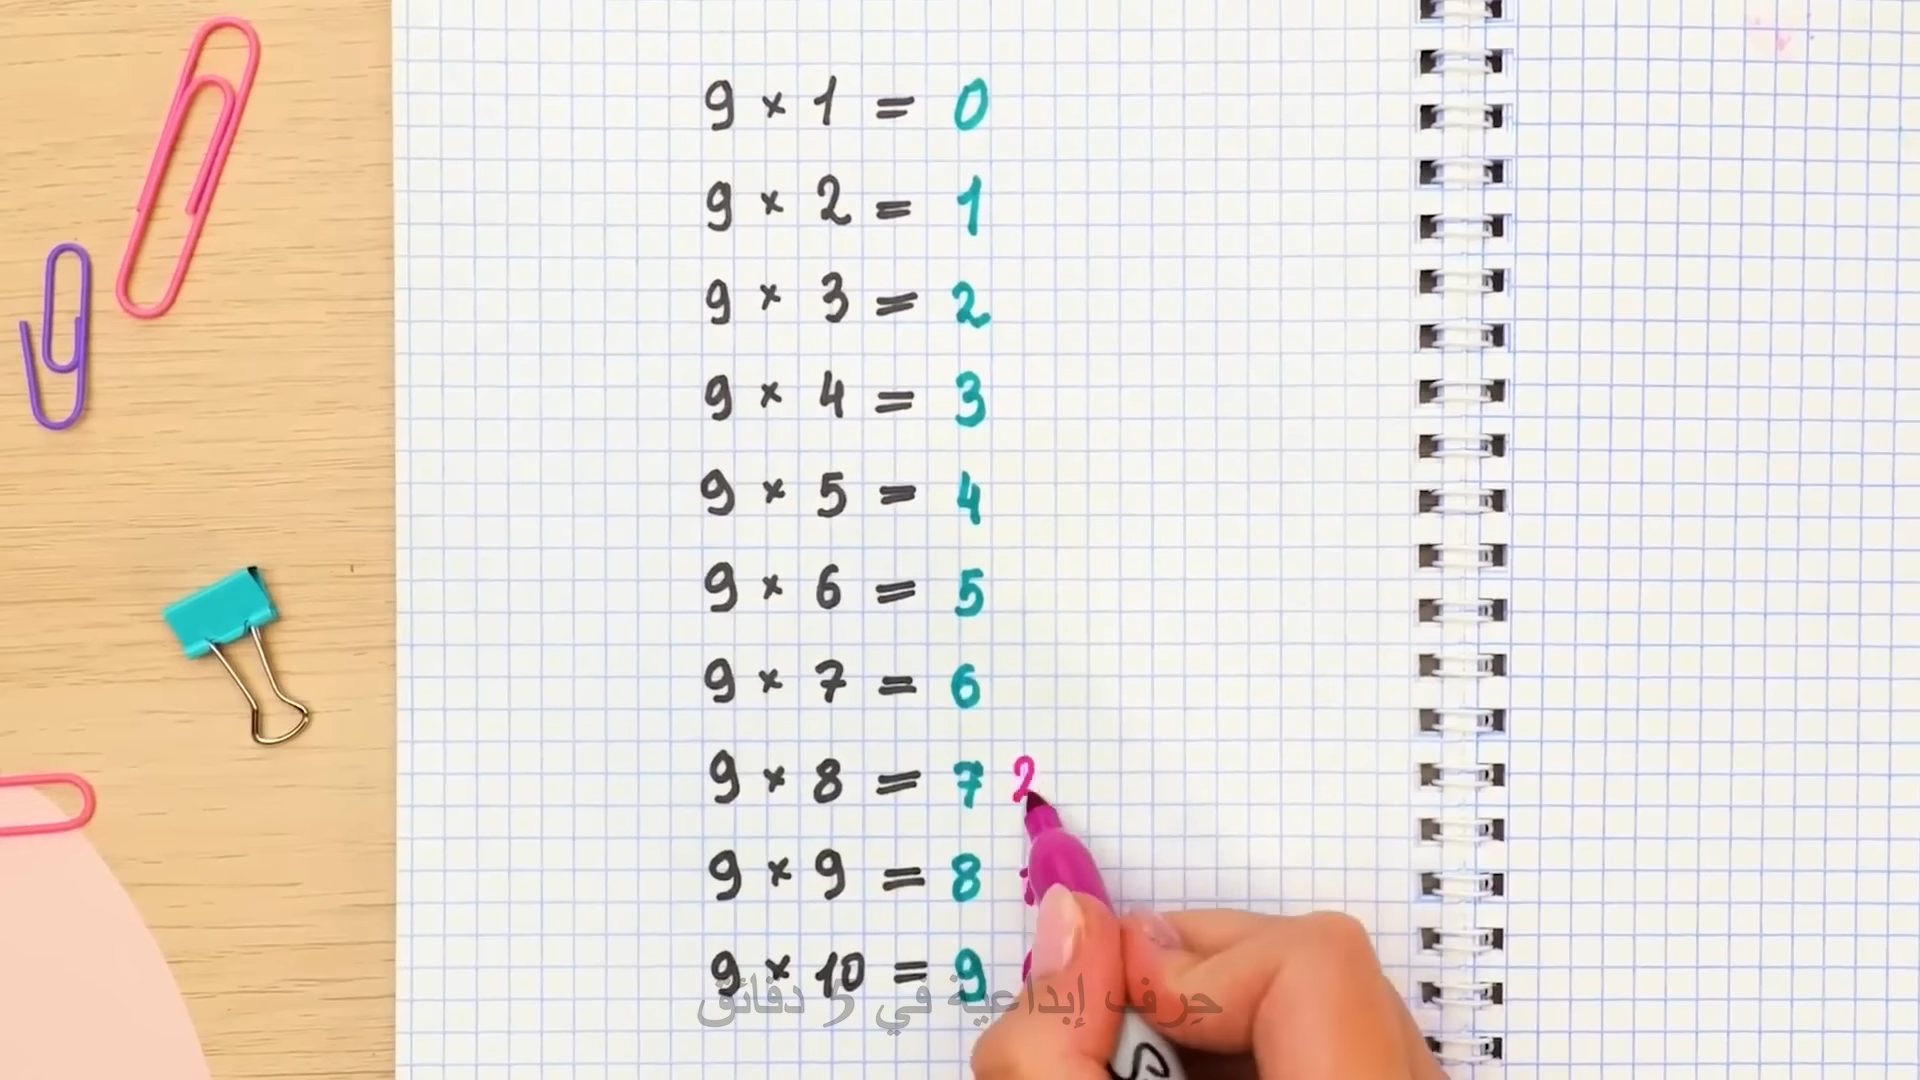 9 × 1 = 0
9 × 2 = 1
9 × 3 = 2
9 × 4 = 3
9 × 5 = 4
9 × 6 = 5
9 × 7 = 6
9 × 8 = 7 2
9 × 9 = 8
9 × 10 = 9
حِرف إبداعية في 5 دقائق